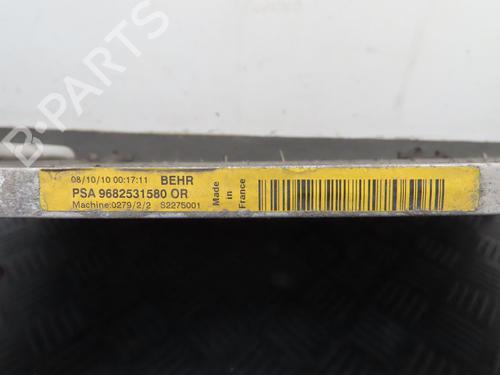 08/10/10 00:17:11 BEHR
PSA 9682531580 OR
Machine:0279/2/2 S2275001
Made
in
France
B-PARTS